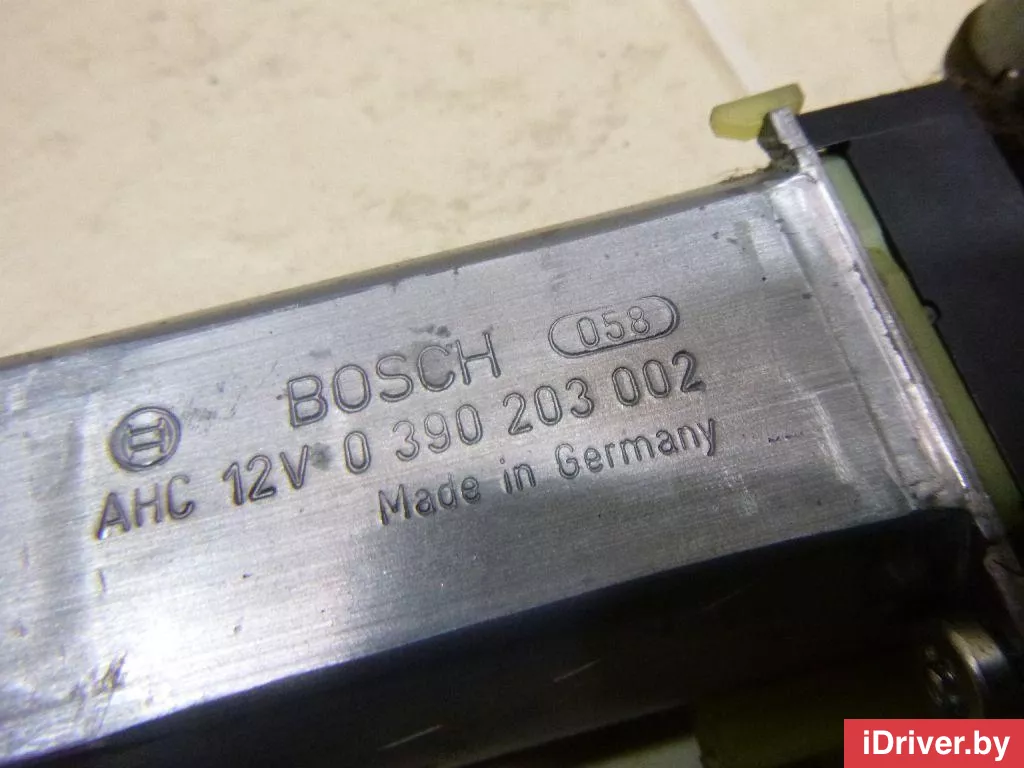 BOSCH 058
AHC 12V 0 390 203 002
Made in Germany
iDriver.by